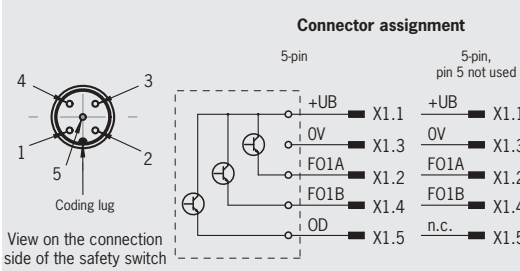 Connector assignment
5-pin
5-pin,
pin 5 not used
4
3
1
2
5
Coding lug
View on the connection
side of the safety switch
+UB X1.1
0V X1.3
FO1A X1.2
FO1B X1.4
OD X1.5
+UB X1.1
0V X1.3
FO1A X1.2
FO1B X1.4
n.c. X1.5